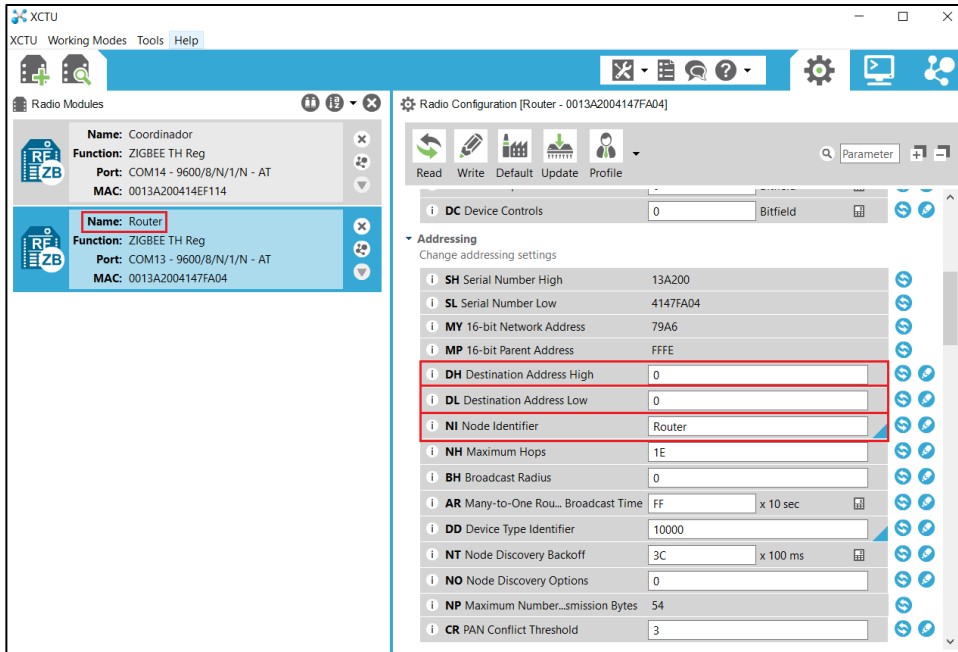 XCTU
XCTU Working Modes Tools Help
Radio Modules
Name: Coordinador
Function: ZIGBEE TH Reg
Port: COM14 - 9600/8/N/1/N - AT
MAC: 0013A200414EF114
Name: Router
Function: ZIGBEE TH Reg
Port: COM13 - 9600/8/N/1/N - AT
MAC: 0013A2004147FA04
RF
ZB
RF
ZB
Radio Configuration [Router - 0013A2004147FA04]
Read Write Default Update Profile
Parameter
DC Device Controls 0 Bitfield
Addressing
Change addressing settings
SH Serial Number High 13A200
SL Serial Number Low 4147FA04
MY 16-bit Network Address 79A6
MP 16-bit Parent Address FFFE
DH Destination Address High 0
DL Destination Address Low 0
NI Node Identifier Router
NH Maximum Hops 1E
BH Broadcast Radius 0
AR Many-to-One Rou... Broadcast Time FF x 10 sec
DD Device Type Identifier 10000
NT Node Discovery Backoff 3C x 100 ms
NO Node Discovery Options 0
NP Maximum Number...smission Bytes 54
CR PAN Conflict Threshold 3